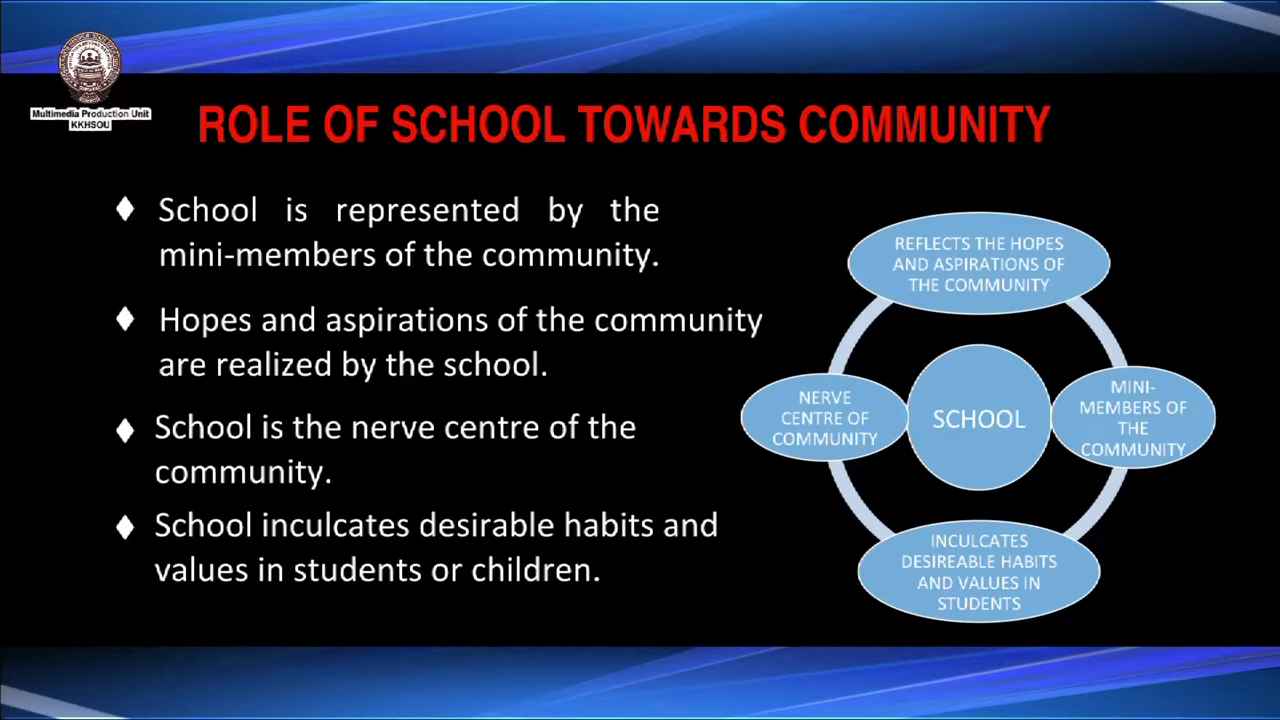 Multimedia Production Unit
KKHSOU
ROLE OF SCHOOL TOWARDS COMMUNITY
School is represented by the
mini-members of the community.
Hopes and aspirations of the community
are realized by the school.
School is the nerve centre of the
community.
School inculcates desirable habits and
values in students or children.
REFLECTS THE HOPES
AND ASPIRATIONS OF
THE COMMUNITY
NERVE
CENTRE OF
COMMUNITY
SCHOOL
MINI-
MEMBERS OF
THE
COMMUNITY
INCULCATES
DESIREABLE HABITS
AND VALUES IN
STUDENTS